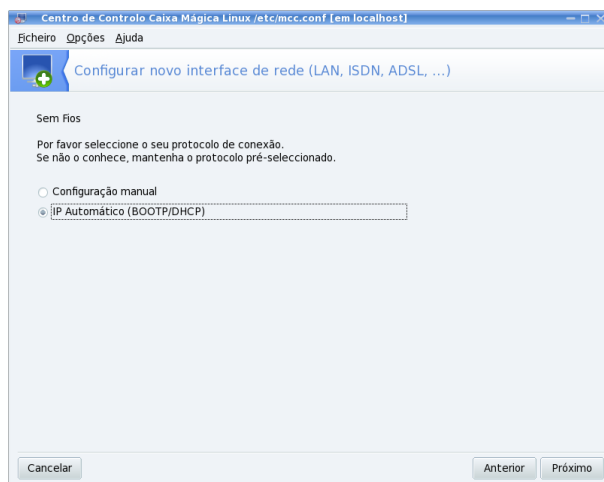 Centro de Controlo Caixa Mágica Linux /etc/mcc.conf [em localhost]
Ficheiro Opções Ajuda
Configurar novo interface de rede (LAN, ISDN, ADSL, ...)
Sem Fios
Por favor seleccione o seu protocolo de conexão.
Se não o conhece, mantenha o protocolo pré-seleccionado.
Configuração manual
IP Automático (BOOTP/DHCP)
Cancelar Anterior Próximo